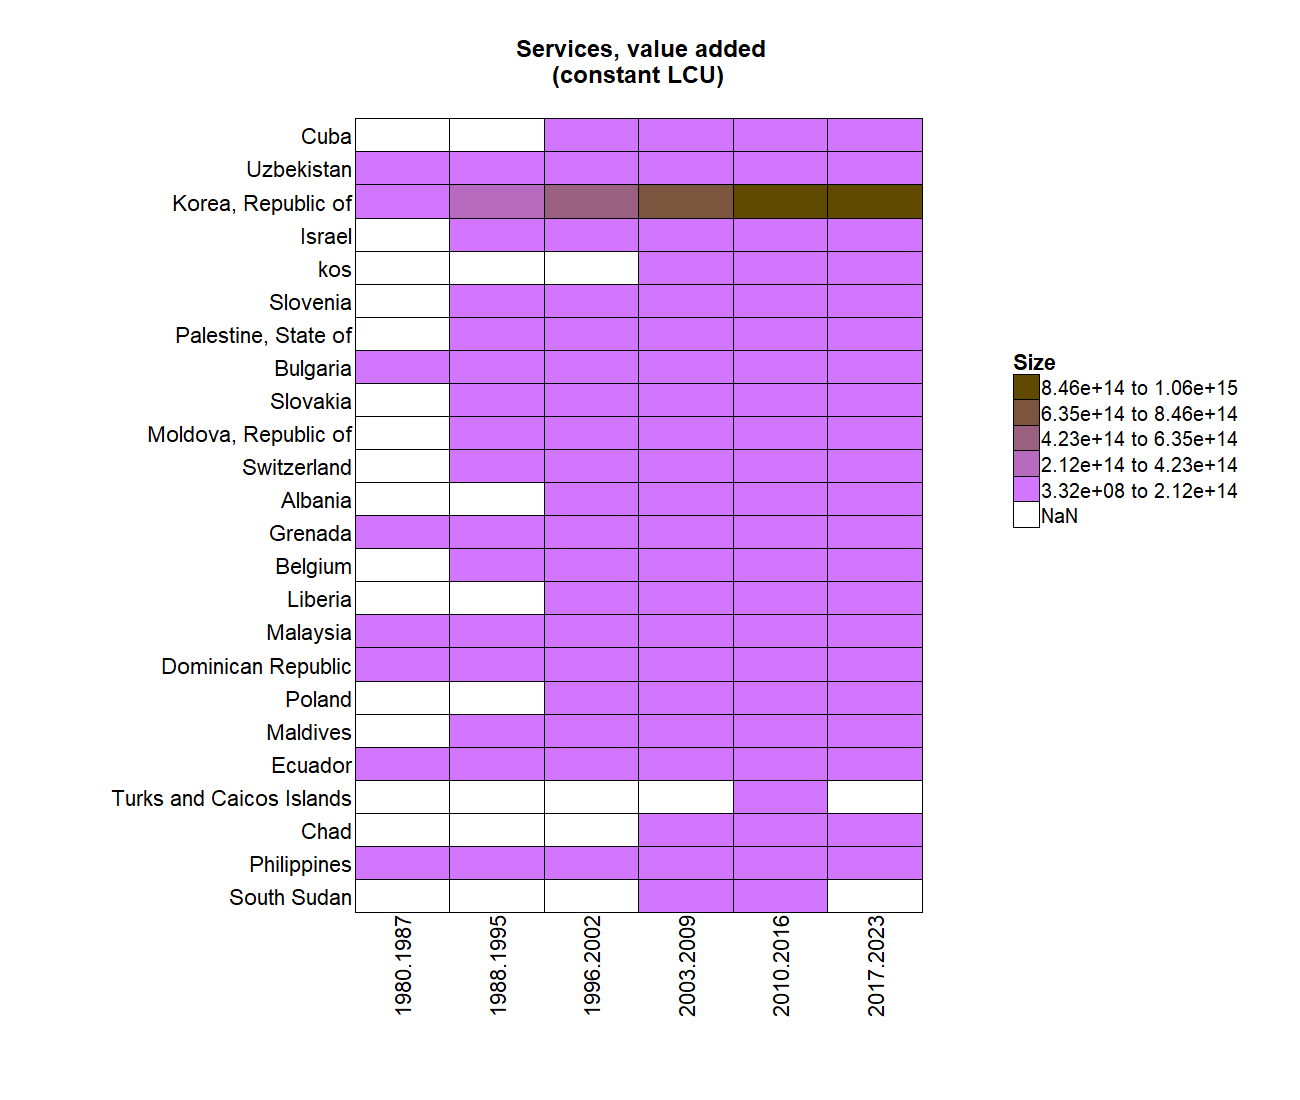 Services, value added
(constant LCU)
Cuba
Uzbekistan
Korea, Republic of
Israel
kos
Slovenia
Palestine, State of
Bulgaria
Slovakia
Moldova, Republic of
Switzerland
Albania
Grenada
Belgium
Liberia
Malaysia
Dominican Republic
Poland
Maldives
Ecuador
Turks and Caicos Islands
Chad
Philippines
South Sudan
1980.1987
1988.1995
1996.2002
2003.2009
2010.2016
2017.2023
Size
8.46e+14 to 1.06e+15
6.35e+14 to 8.46e+14
4.23e+14 to 6.35e+14
2.12e+14 to 4.23e+14
3.32e+08 to 2.12e+14
NaN